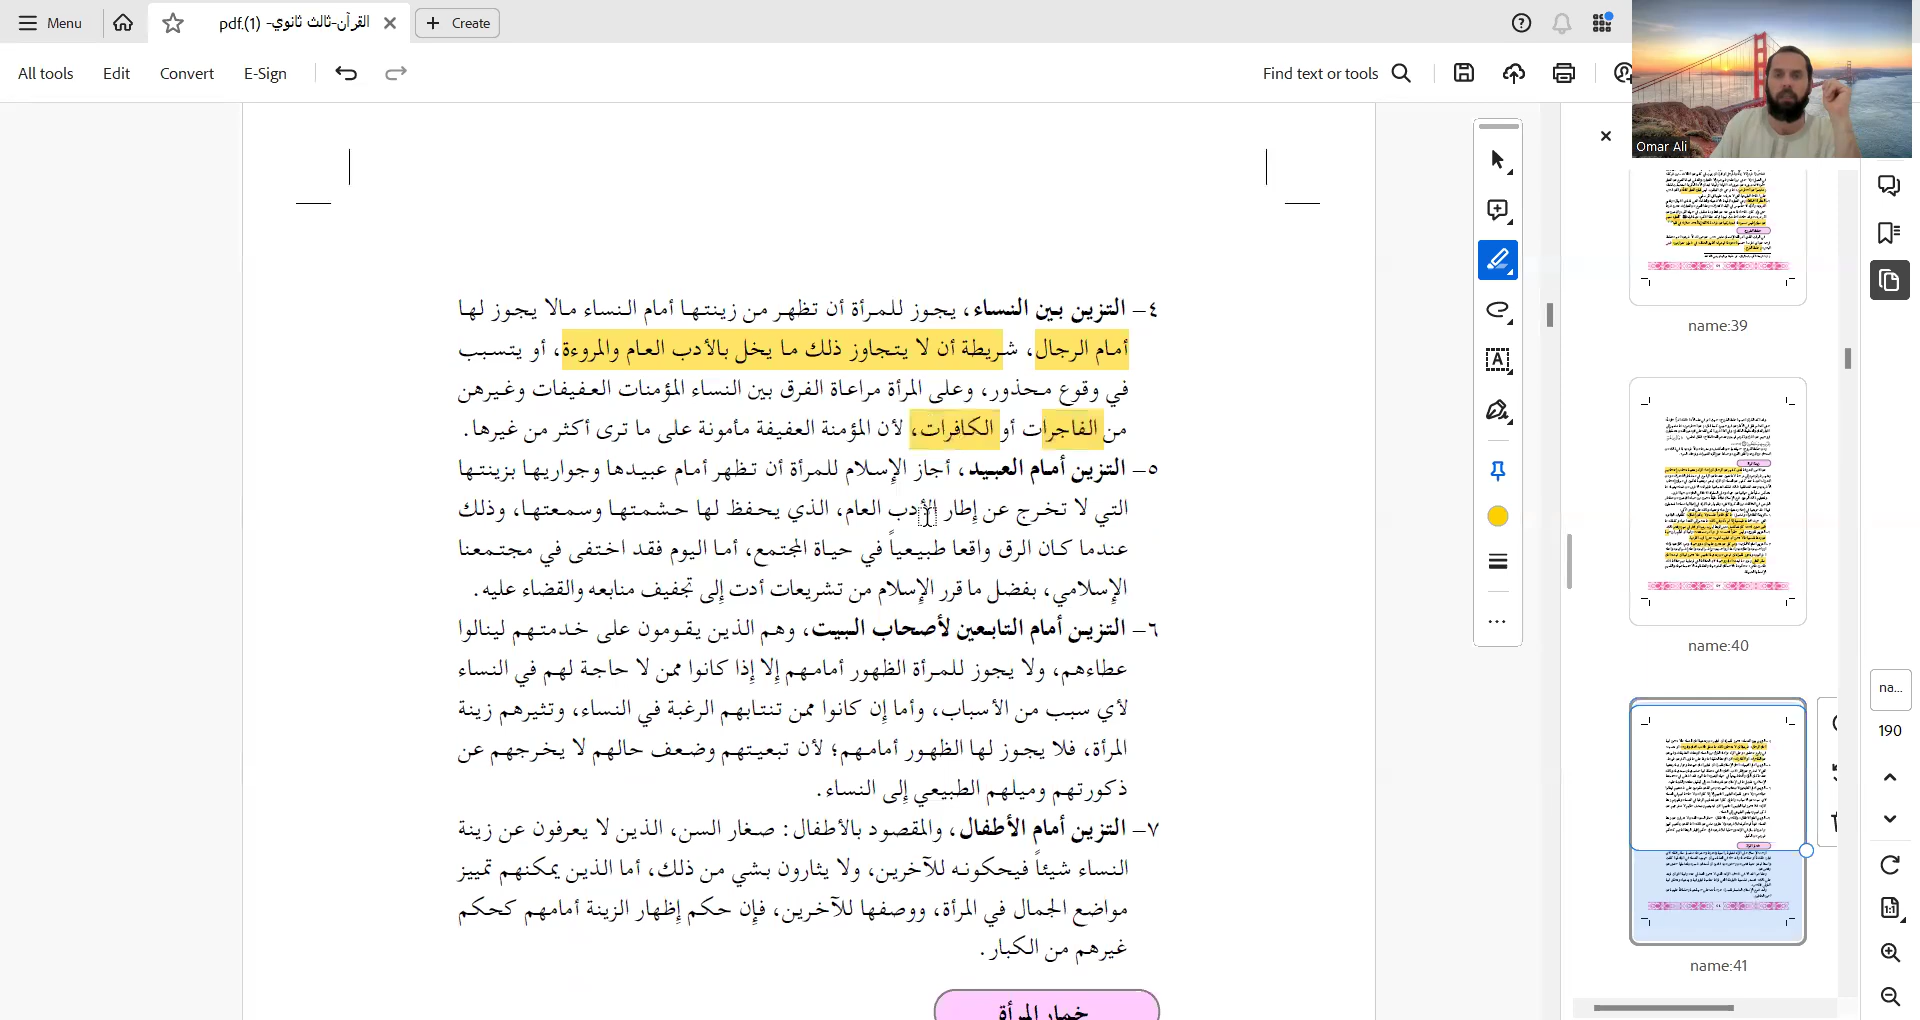 Menu
القرآن-ثالث ثانوي- (1).pdf
Create
All tools
Edit
Convert
E-Sign
Find text or tools
Omar Ali
٤- التزين بين النساء، يجوز للمرأة أن تظهر من زينتها أمام النساء مالا يجوز لها
أمام الرجال، شريطة أن لا يتجاوز ذلك ما يخل بالأدب العام والمروءة، أو يتسبب
في وقوع محذور، وعلى المرأة مراعاة الفرق بين النساء المؤمنات العفيفات وغيرهن
من الفاجرات أو الكافرات، لأن المؤمنة العفيفة مأمونة على ما ترى أكثر من غيرها.
٥- التزين أمام العبيد، أجاز الإسلام للمرأة أن تظهر أمام عبيدها وجواريها بزينتها
التي لا تخرج عن إطار الأدب العام، الذي يحفظ لها حشمتها وسمعتها، وذلك
عندما كان الرق واقعا طبيعياً في حياة المجتمع، أما اليوم فقد اختفى في مجتمعنا
الإسلامي، بفضل ما قرر الإسلام من تشريعات أدت إلى تجفيف منابعه والقضاء عليه.
٦- التزين أمام التابعين لأصحاب البيت، وهم الذين يقومون على خدمتهم لينالوا
عطاءهم، ولا يجوز للمرأة الظهور أمامهم إلا إذا كانوا ممن لا حاجة لهم في النساء
لأي سبب من الأسباب، وأما إن كانوا ممن تنتابهم الرغبة في النساء، وتثيرهم زينة
المرأة، فلا يجوز لها الظهور أمامهم؛ لأن تبعيتهم وضعف حالهم لا يخرجهم عن
ذكورتهم وميلهم الطبيعي إلى النساء.
٧- التزين أمام الأطفال، والمقصود بالأطفال: صغار السن، الذين لا يعرفون عن زينة
النساء شيئاً فيحكونه للآخرين، ولا يثارون بشي من ذلك، أما الذين يمكنهم تمييز
مواضع الجمال في المرأة، ووصفها للآخرين، فإن حكم إظهار الزينة أمامهم كحكم
غيرهم من الكبار.
خمار المرأة
name:39
name:40
name:41
na...
190